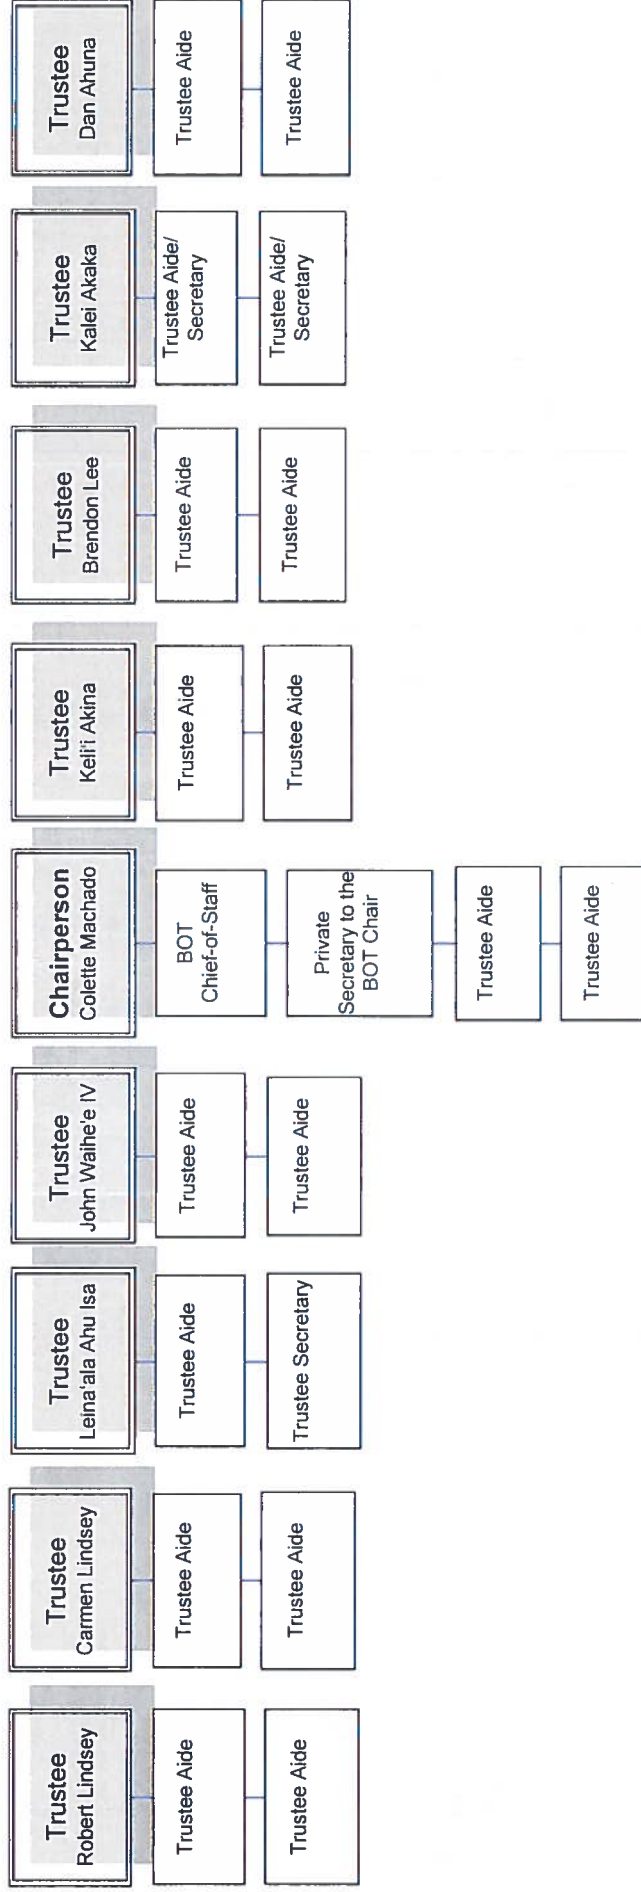 Trustee
Robert Lindsey
Trustee Aide
Trustee Aide
Trustee
Carmen Lindsey
Trustee Aide
Trustee Aide
Trustee
Leina'ala Ahu Isa
Trustee Aide
Trustee Secretary
Trustee
John Waihe'e IV
Trustee Aide
Trustee Aide
Chairperson
Colette Machado
BOT
Chief-of-Staff
Private
Secretary to the
BOT Chair
Trustee Aide
Trustee Aide
Trustee
Keli'i Akina
Trustee Aide
Trustee Aide
Trustee
Brendon Lee
Trustee Aide
Trustee Aide
Trustee
Kalei Akaka
Trustee Aide/
Secretary
Trustee Aide/
Secretary
Trustee
Dan Ahuna
Trustee Aide
Trustee Aide